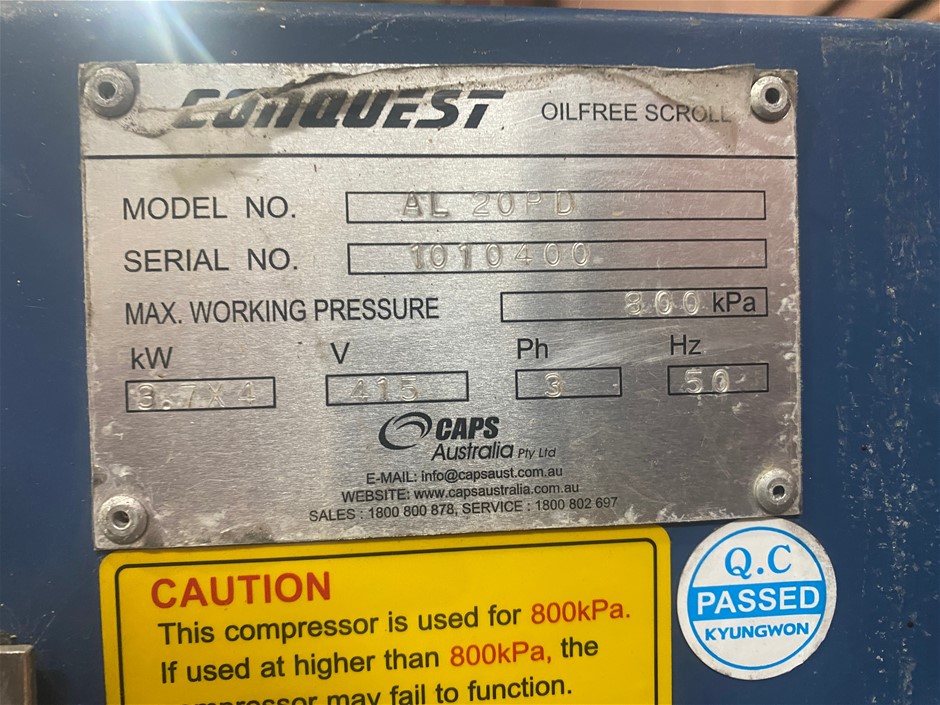 CONQUEST OILFREE SCROLL
MODEL NO. AL 20PD
SERIAL NO. 1010400
MAX. WORKING PRESSURE 800 kPa
kW V Ph Hz
3.7X4 415 3 50
CAPS
Australia Pty Ltd
E-MAIL: info@capsaust.com.au
WEBSITE: www.capsaustralia.com.au
SALES : 1800 800 878, SERVICE : 1800 802 697
CAUTION
This compressor is used for 800kPa.
If used at higher than 800kPa, the
compressor may fail to function.
Q.C
PASSED
KYUNGWON